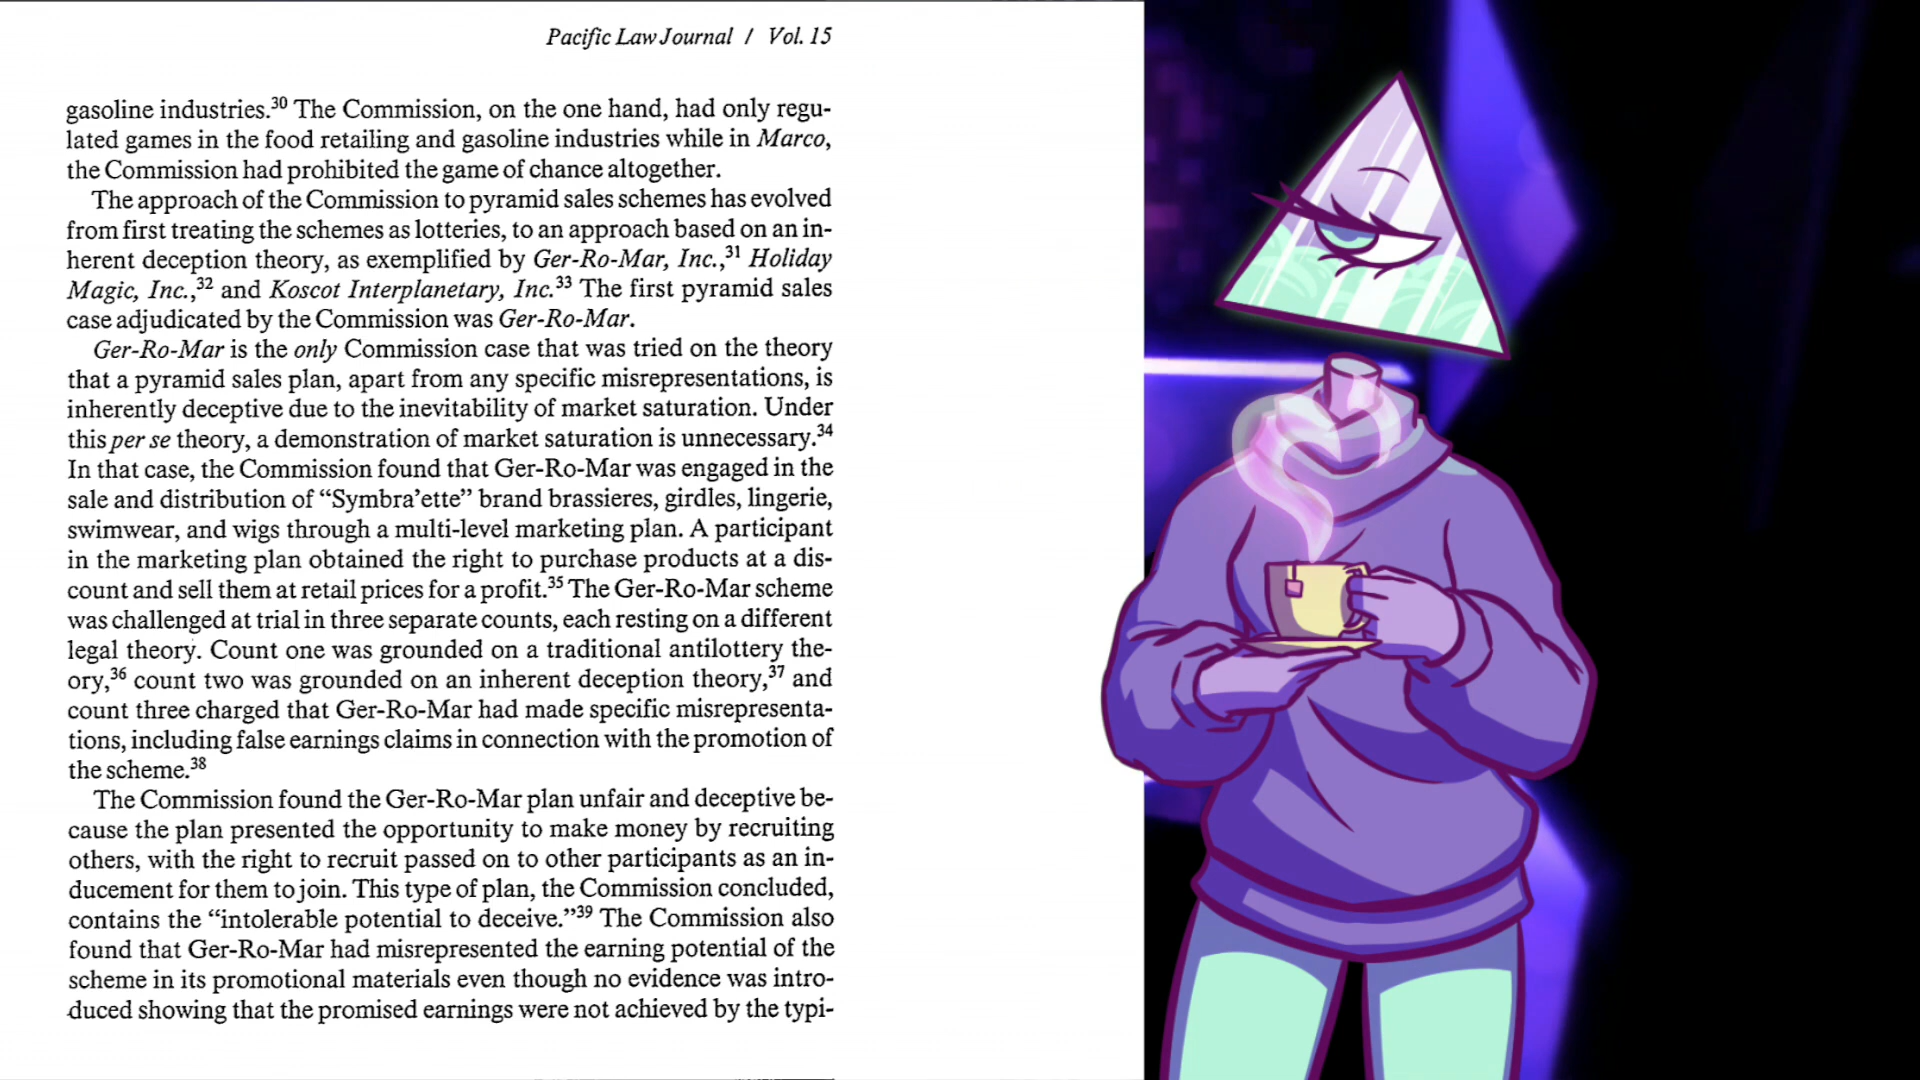 Pacific Law Journal / Vol. 15
gasoline industries.30 The Commission, on the one hand, had only regu-
lated games in the food retailing and gasoline industries while in Marco,
the Commission had prohibited the game of chance altogether.
The approach of the Commission to pyramid sales schemes has evolved
from first treating the schemes as lotteries, to an approach based on an in-
herent deception theory, as exemplified by Ger-Ro-Mar, Inc.,31 Holiday
Magic, Inc.,32 and Koscot Interplanetary, Inc.33 The first pyramid sales
case adjudicated by the Commission was Ger-Ro-Mar.
Ger-Ro-Mar is the only Commission case that was tried on the theory
that a pyramid sales plan, apart from any specific misrepresentations, is
inherently deceptive due to the inevitability of market saturation. Under
this per se theory, a demonstration of market saturation is unnecessary.34
In that case, the Commission found that Ger-Ro-Mar was engaged in the
sale and distribution of “Symbra’ette” brand brassieres, girdles, lingerie,
swimwear, and wigs through a multi-level marketing plan. A participant
in the marketing plan obtained the right to purchase products at a dis-
count and sell them at retail prices for a profit.35 The Ger-Ro-Mar scheme
was challenged at trial in three separate counts, each resting on a different
legal theory. Count one was grounded on a traditional antilottery the-
ory,36 count two was grounded on an inherent deception theory,37 and
count three charged that Ger-Ro-Mar had made specific misrepresenta-
tions, including false earnings claims in connection with the promotion of
the scheme.38
The Commission found the Ger-Ro-Mar plan unfair and deceptive be-
cause the plan presented the opportunity to make money by recruiting
others, with the right to recruit passed on to other participants as an in-
ducement for them to join. This type of plan, the Commission concluded,
contains the “intolerable potential to deceive.”39 The Commission also
found that Ger-Ro-Mar had misrepresented the earning potential of the
scheme in its promotional materials even though no evidence was intro-
duced showing that the promised earnings were not achieved by the typi-